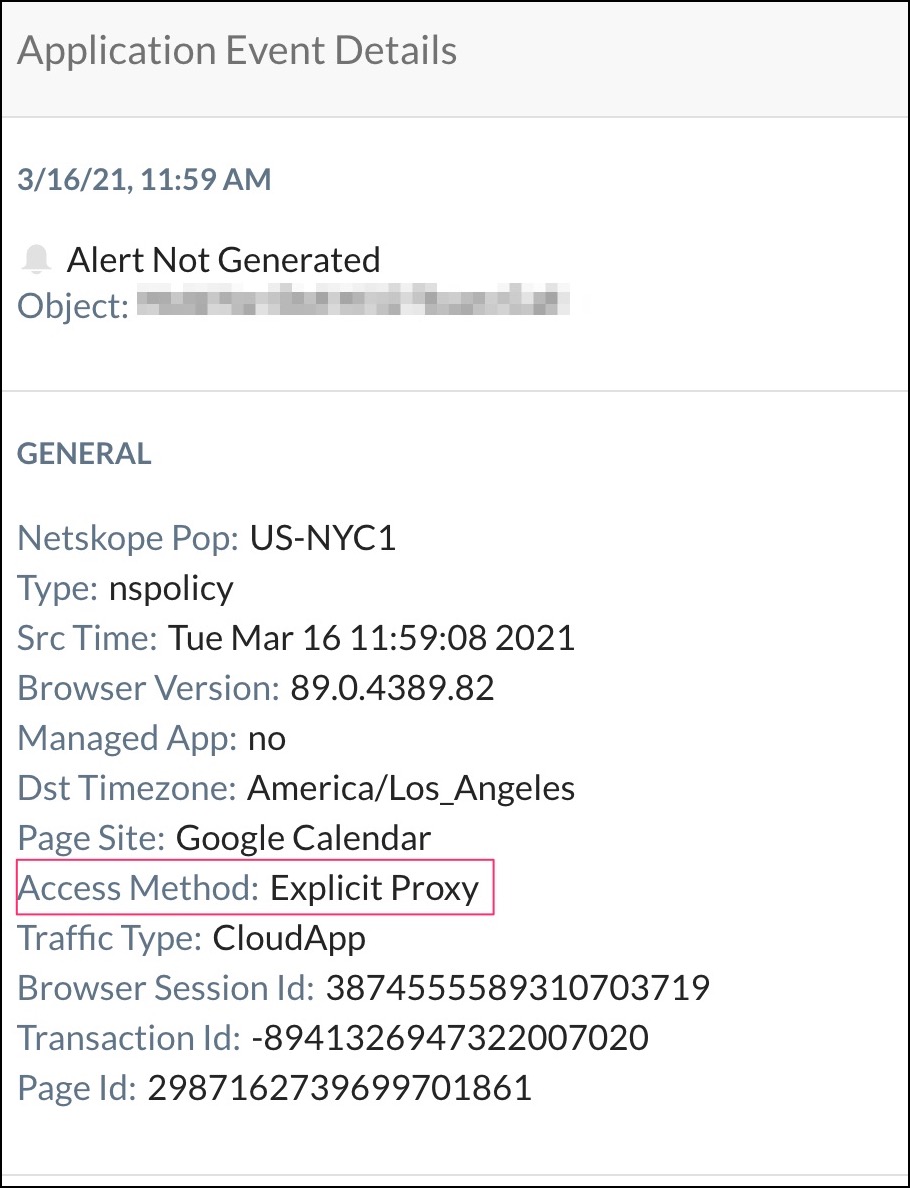 Application Event Details
3/16/21, 11:59 AM
Alert Not Generated
Object:
GENERAL
Netskope Pop: US-NYC1
Type: nspolicy
Src Time: Tue Mar 16 11:59:08 2021
Browser Version: 89.0.4389.82
Managed App: no
Dst Timezone: America/Los_Angeles
Page Site: Google Calendar
Access Method: Explicit Proxy
Traffic Type: CloudApp
Browser Session Id: 3874555589310703719
Transaction Id: -8941326947322007020
Page Id: 2987162739699701861